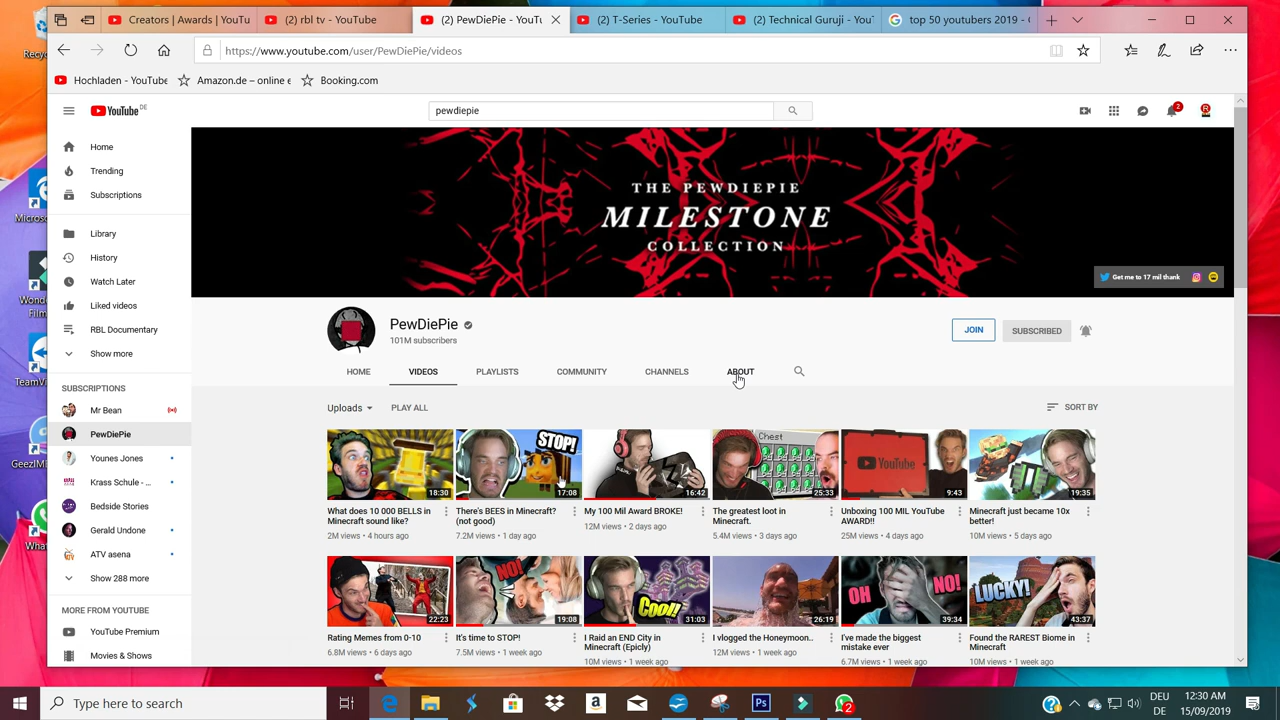 Creators | Awards | YouTu
(2) rbl tv - YouTube
(2) PewDiePie - YouTu
(2) T-Series - YouTube
(2) Technical Guruji - YouT
top 50 youtubers 2019 - G
https://www.youtube.com/user/PewDiePie/videos
Hochladen - YouTube
Amazon.de – online e
Booking.com
YouTube DE
pewdiepie
2
Home
Trending
Subscriptions
Library
History
Watch Later
Liked videos
RBL Documentary
Show more
SUBSCRIPTIONS
Mr Bean
PewDiePie
Younes Jones
Krass Schule - ...
Bedside Stories
Gerald Undone
ATV asena
Show 288 more
MORE FROM YOUTUBE
YouTube Premium
Movies & Shows
THE PEWDIEPIE
MILESTONE
COLLECTION
Get me to 17 mil thank
PewDiePie
101M subscribers
JOIN
SUBSCRIBED
HOME
VIDEOS
PLAYLISTS
COMMUNITY
CHANNELS
ABOUT
Uploads
PLAY ALL
SORT BY
18:30
What does 10 000 BELLS in
Minecraft sound like?
2M views • 4 hours ago
STOP!
17:08
There's BEES in Minecraft?
(not good)
7.2M views • 1 day ago
16:42
My 100 Mil Award BROKE!
12M views • 2 days ago
Chest
25:33
The greatest loot in
Minecraft.
5.4M views • 3 days ago
YouTube
9:43
Unboxing 100 MIL YouTube
AWARD!!
25M views • 4 days ago
19:35
Minecraft just became 10x
better!
10M views • 5 days ago
22:23
Rating Memes from 0-10
6.8M views • 6 days ago
NO!
19:08
It's time to STOP!
7.5M views • 1 week ago
Cool!
31:03
I Raid an END City in
Minecraft (Epicly)
10M views • 1 week ago
26:19
I vlogged the Honeymoon..
12M views • 1 week ago
OH NO!
39:34
I've made the biggest
mistake ever
6.7M views • 1 week ago
LUCKY!
43:37
Found the RAREST Biome in
Minecraft
10M views • 1 week ago
Recyc
Microso
Wond
Film
TeamV
GeezIM
What
Type here to search
2
DEU
DE
12:30 AM
15/09/2019